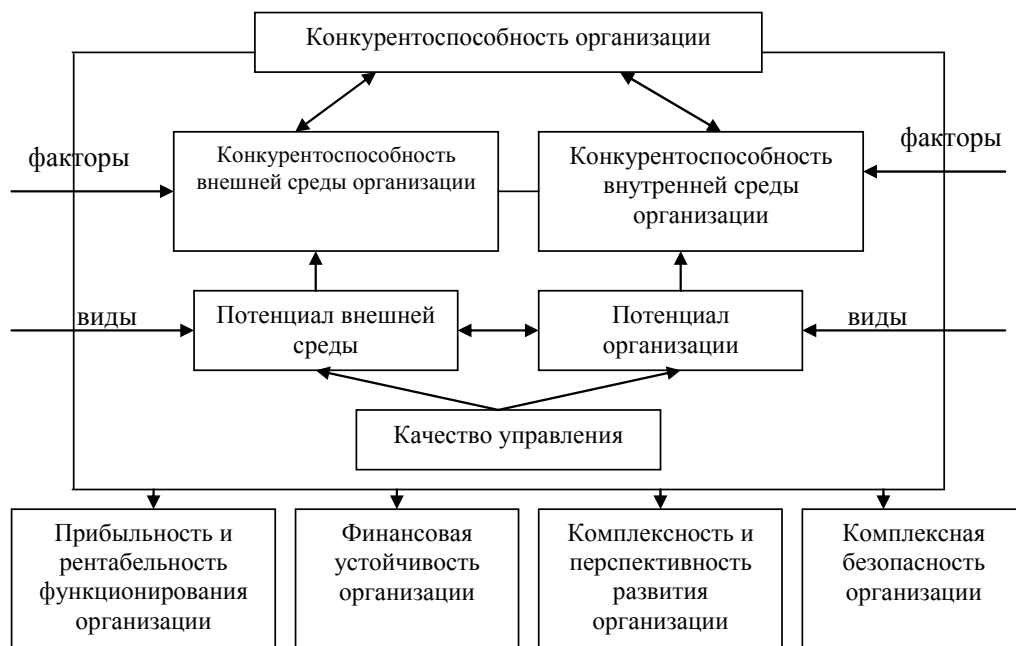 Конкурентоспособность организации
факторы
Конкурентоспособность
внешней среды организации
Конкурентоспособность
внутренней среды
организации
факторы
виды
Потенциал внешней
среды
Потенциал
организации
виды
Качество управления
Прибыльность и
рентабельность
функционирования
организации
Финансовая
устойчивость
организации
Комплексность и
перспективность
развития
организации
Комплексная
безопасность
организации